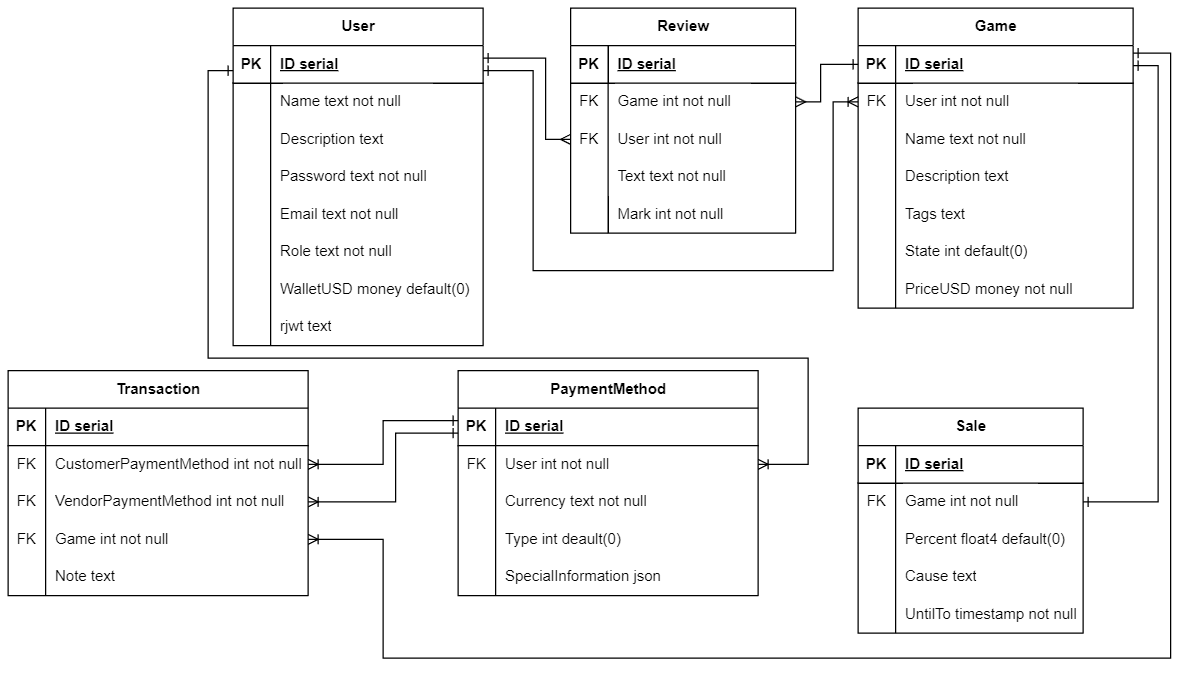 User
PK ID serial
Name text not null
Description text
Password text not null
Email text not null
Role text not null
WalletUSD money default(0)
rjwt text
Review
PK ID serial
FK Game int not null
FK User int not null
Text text not null
Mark int not null
Game
PK ID serial
FK User int not null
Name text not null
Description text
Tags text
State int default(0)
PriceUSD money not null
Transaction
PK ID serial
FK CustomerPaymentMethod int not null
FK VendorPaymentMethod int not null
FK Game int not null
Note text
PaymentMethod
PK ID serial
FK User int not null
Currency text not null
Type int deault(0)
SpecialInformation json
Sale
PK ID serial
FK Game int not null
Percent float4 default(0)
Cause text
UntilTo timestamp not null